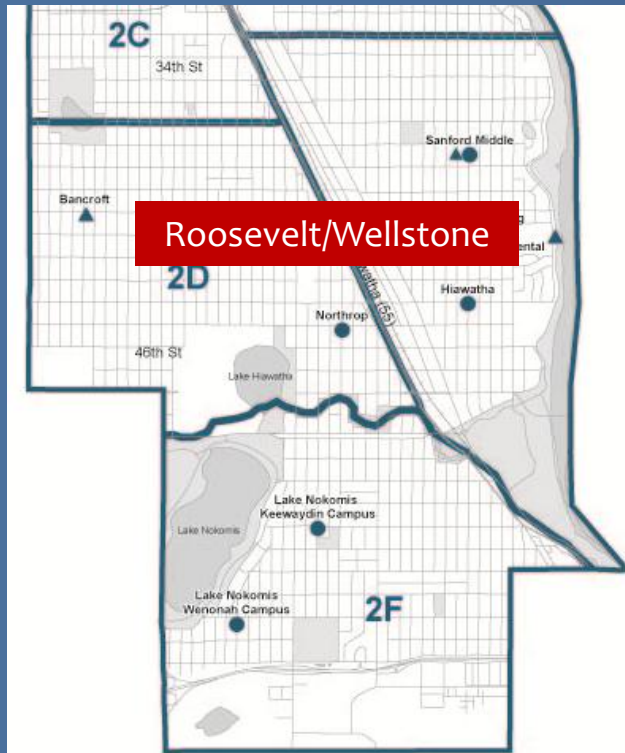 2C
34th St
Sanford Middle
Bancroft
Roosevelt/Wellstone
2D
Hiawatha
(55)
Northrop
46th St
Lake Hiawatha
Lake Nokomis
Keewaydin Campus
Lake Nokomis
Lake Nokomis
Wenonah Campus
2F